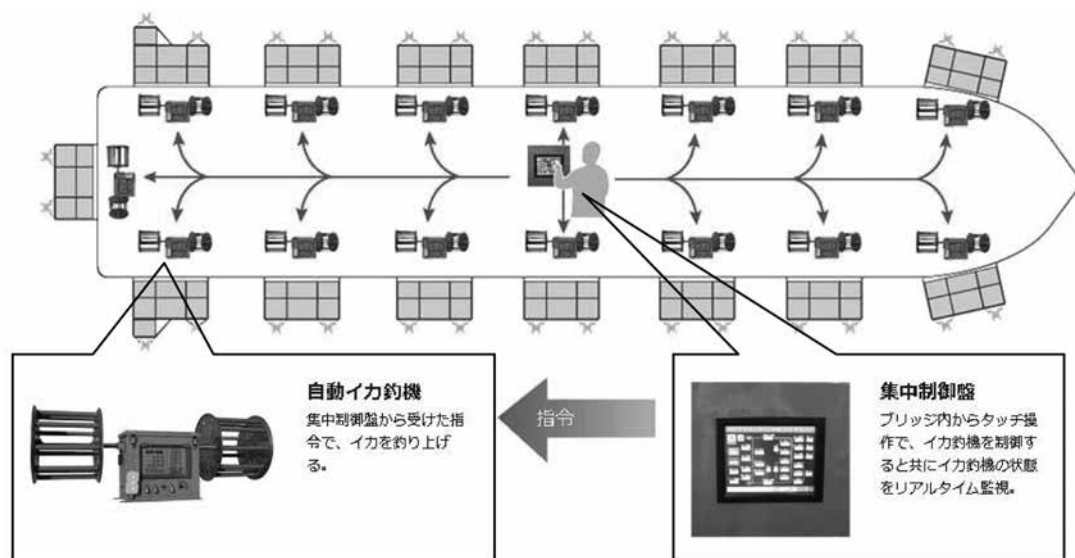 自動イカ釣機
集中制御盤から受けた指
令で、イカを釣り上げ
る。
指令
集中制御盤
ブリッジ内からタッチ操
作で、イカ釣機を制御す
ると共にイカ釣機の状態
をリアルタイム監視。